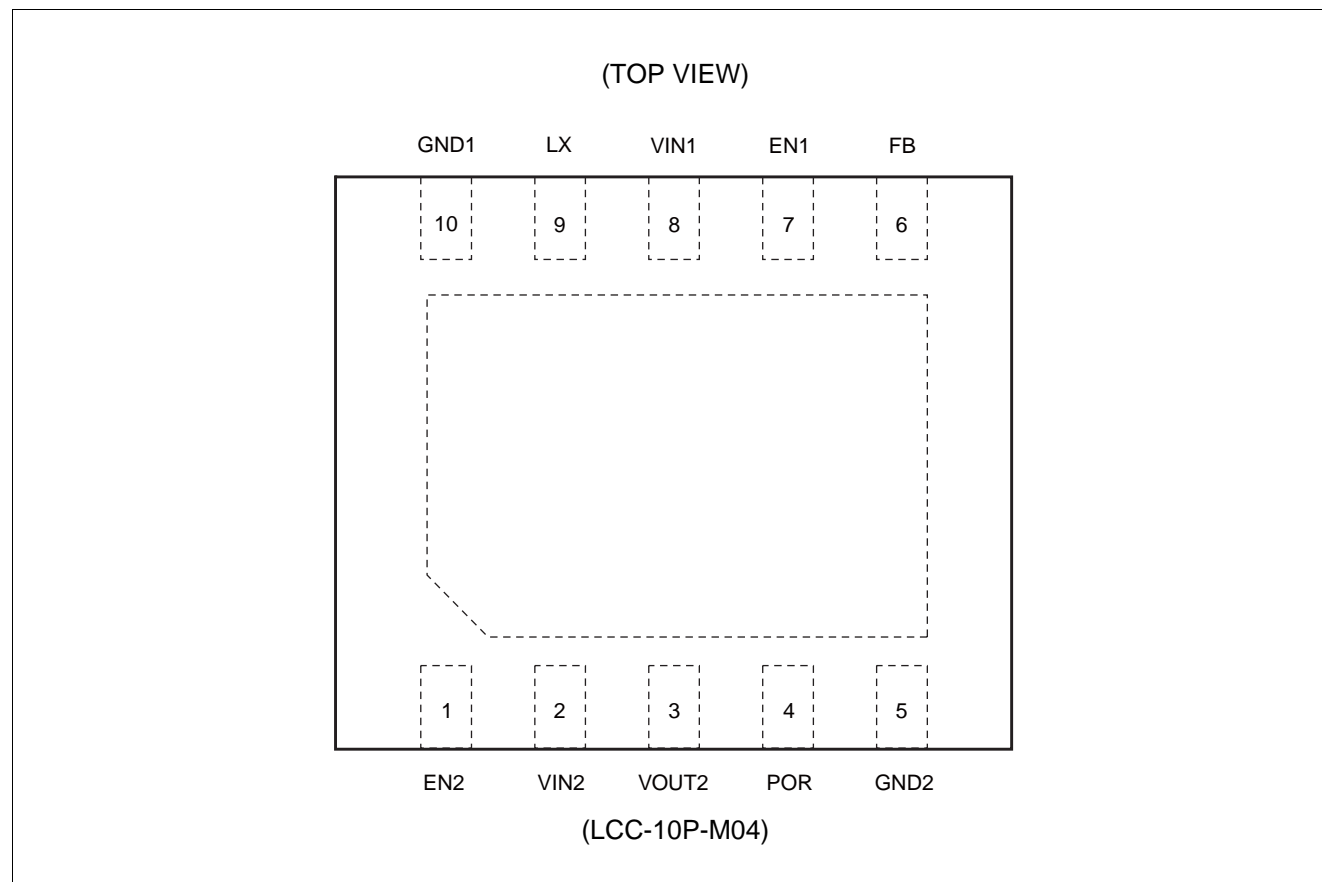 (TOP VIEW)
GND1 LX VIN1 EN1 FB
10 9 8 7 6
1 2 3 4 5
EN2 VIN2 VOUT2 POR GND2
(LCC-10P-M04)